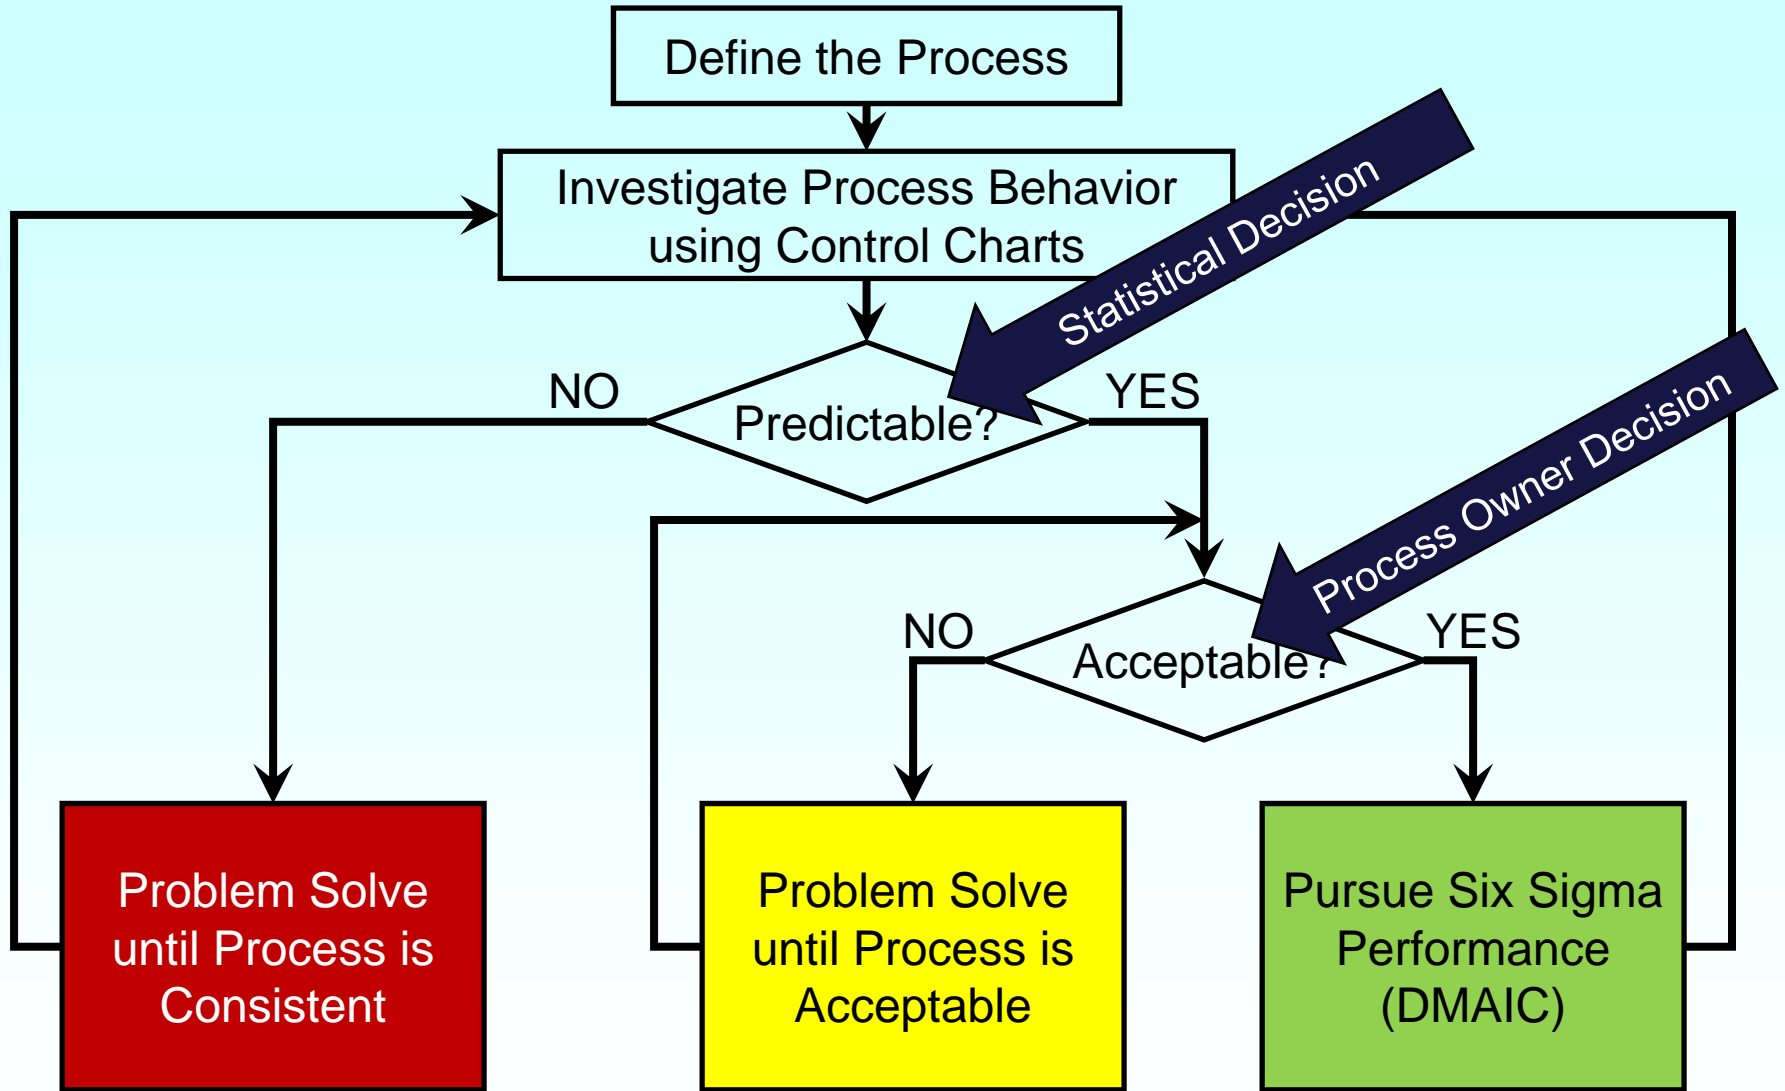 Define the Process
Investigate Process Behavior
using Control Charts
Statistical Decision
NO
YES
Predictable?
Process Owner Decision
NO
YES
Acceptable?
Problem Solve
until Process is
Consistent
Problem Solve
until Process is
Acceptable
Pursue Six Sigma
Performance
(DMAIC)